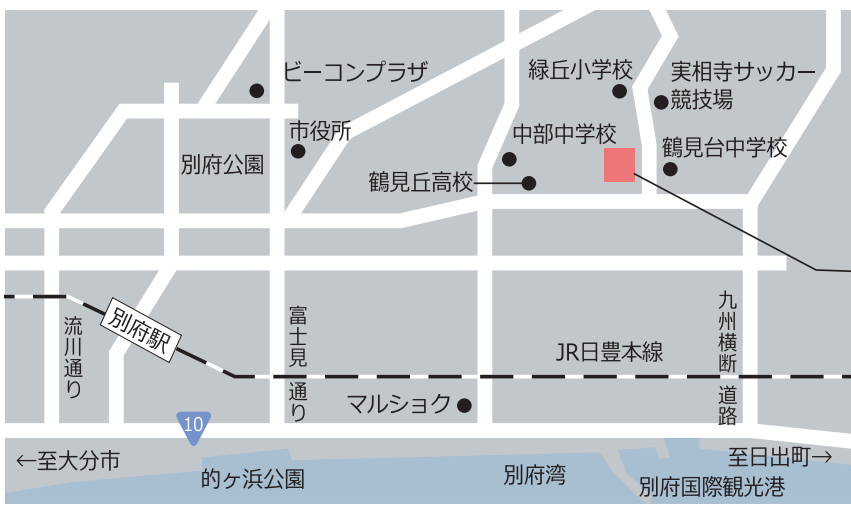 ビーコンプラザ
緑丘小学校
実相寺サッカー
競技場
市役所
中部中学校
別府公園
鶴見台中学校
鶴見丘高校
九州横断
道路
富士見
通り
流川通り
別府駅
JR日豊本線
マルショク
10
←至大分市
至日出町→
的ヶ浜公園
別府湾
別府国際観光港